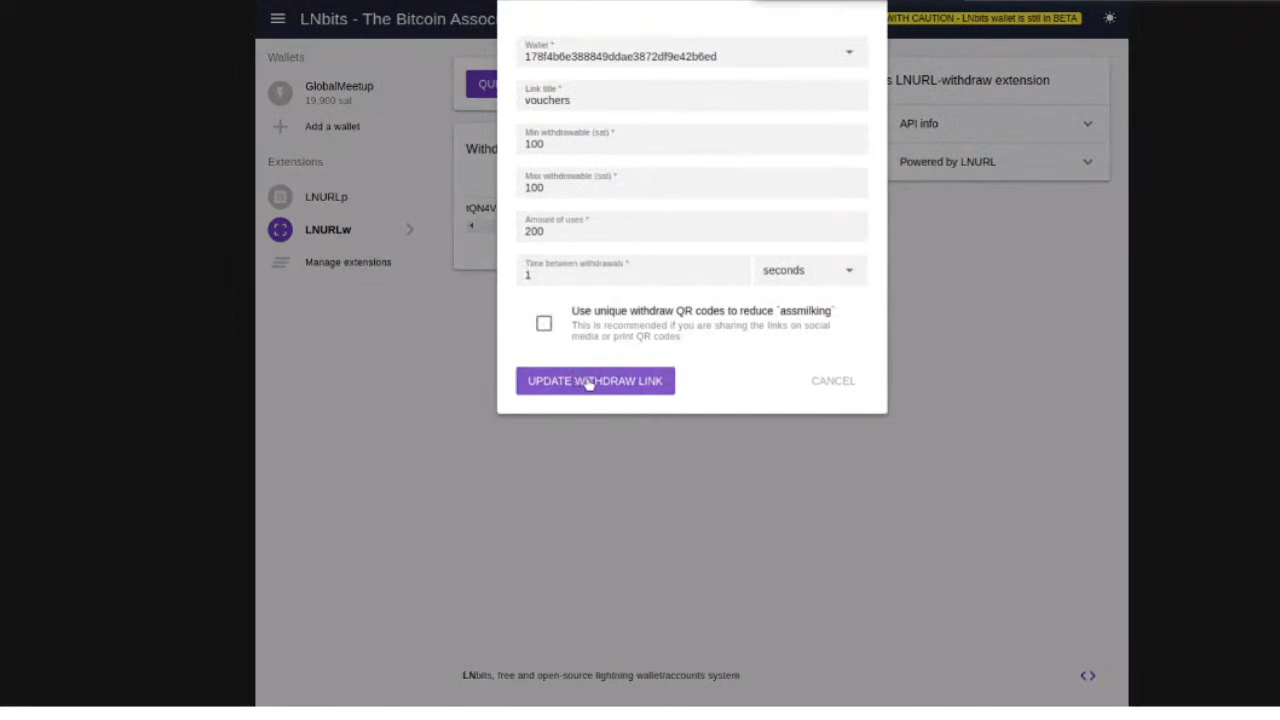 LNbits - The Bitcoin Assoc
WITH CAUTION - LNbits wallet is still in BETA
Wallets
GlobalMeetup
19,900 sat
Add a wallet
Extensions
LNURLp
LNURLw
Manage extensions
QU
Withd
tQN4V
Wallet *
178f4b6e388849ddae3872df9e42b6ed
Link title *
vouchers
Min withdrawable (sat) *
100
Max withdrawable (sat) *
100
Amount of uses *
200
Time between withdrawals *
1
seconds
Use unique withdraw QR codes to reduce `assmilking`
This is recommended if you are sharing the links on social
media or print QR codes.
UPDATE WITHDRAW LINK
CANCEL
s LNURL-withdraw extension
API info
Powered by LNURL
LNbits, free and open-source lightning wallet/accounts system